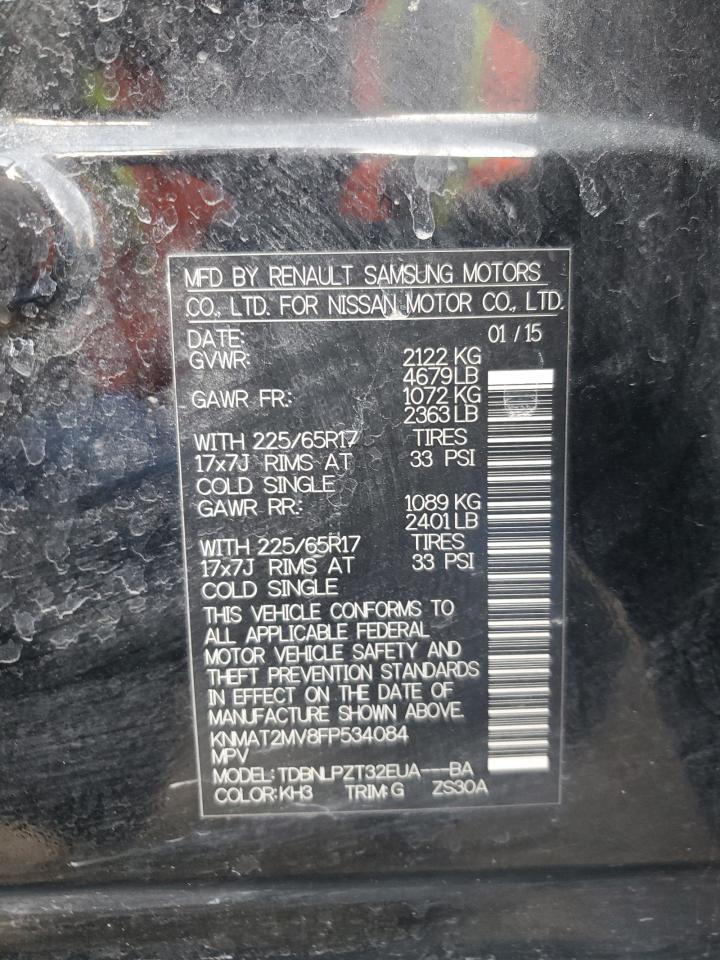 MFD BY RENAULT SAMSUNG MOTORS
CO., LTD. FOR NISSAN MOTOR CO., LTD.
DATE: 01 / 15
GVWR: 2122 KG
4679 LB
GAWR FR.: 1072 KG
2363 LB
WITH 225/65R17 TIRES
17x7J RIMS AT 33 PSI
COLD SINGLE
GAWR RR.: 1089 KG
2401 LB
WITH 225/65R17 TIRES
17x7J RIMS AT 33 PSI
COLD SINGLE
THIS VEHICLE CONFORMS TO
ALL APPLICABLE FEDERAL
MOTOR VEHICLE SAFETY AND
THEFT PREVENTION STANDARDS
IN EFFECT ON THE DATE OF
MANUFACTURE SHOWN ABOVE.
KNMAT2MV8FP534084
MPV
MODEL: TDBNLPZT32EUA---BA
COLOR: KH3 TRIM: G ZS30A